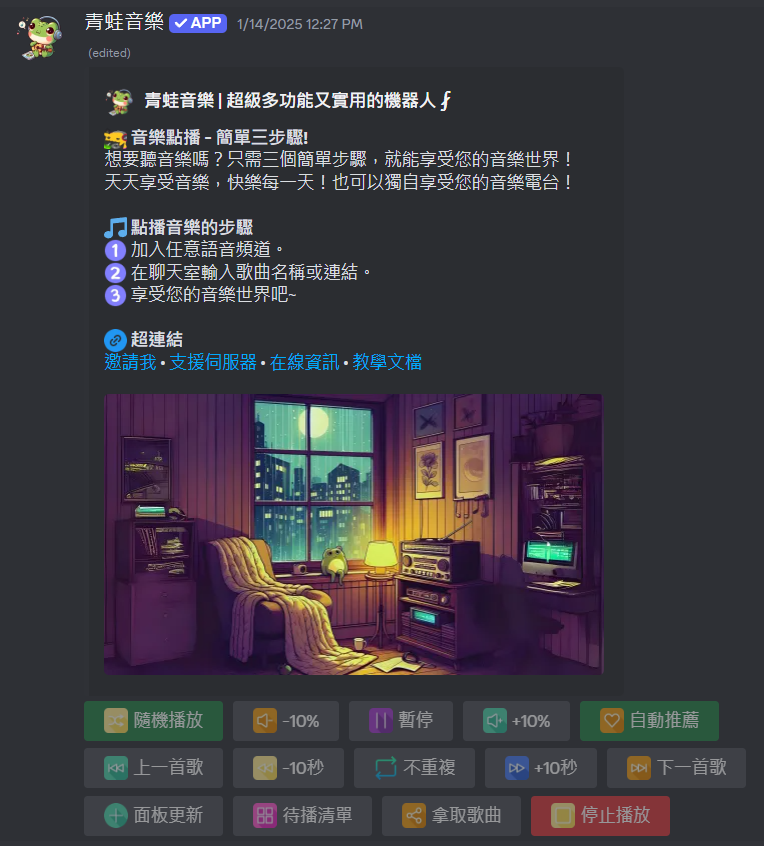 青蛙音樂 APP 1/14/2025 12:27 PM
(edited)
青蛙音樂 | 超級多功能又實用的機器人 ⨍
音樂點播 - 簡單三步驟!
想要聽音樂嗎？只需三個簡單步驟，就能享受您的音樂世界！
天天享受音樂，快樂每一天！也可以獨自享受您的音樂電台！
點播音樂的步驟
1 加入任意語音頻道。
2 在聊天室輸入歌曲名稱或連結。
3 享受您的音樂世界吧~
超連結
邀請我 • 支援伺服器 • 在線資訊 • 教學文檔
隨機播放 -10% 暫停 +10% 自動推薦
上一首歌 -10秒 不重複 +10秒 下一首歌
面板更新 待播清單 拿取歌曲 停止播放